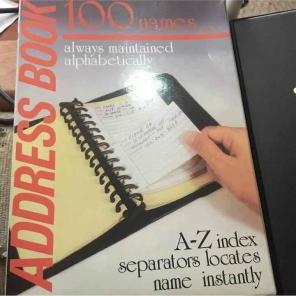 ADDRESS BOOK
100 names...
always maintained
alphabetically
A-Z index
separators locates
name instantly